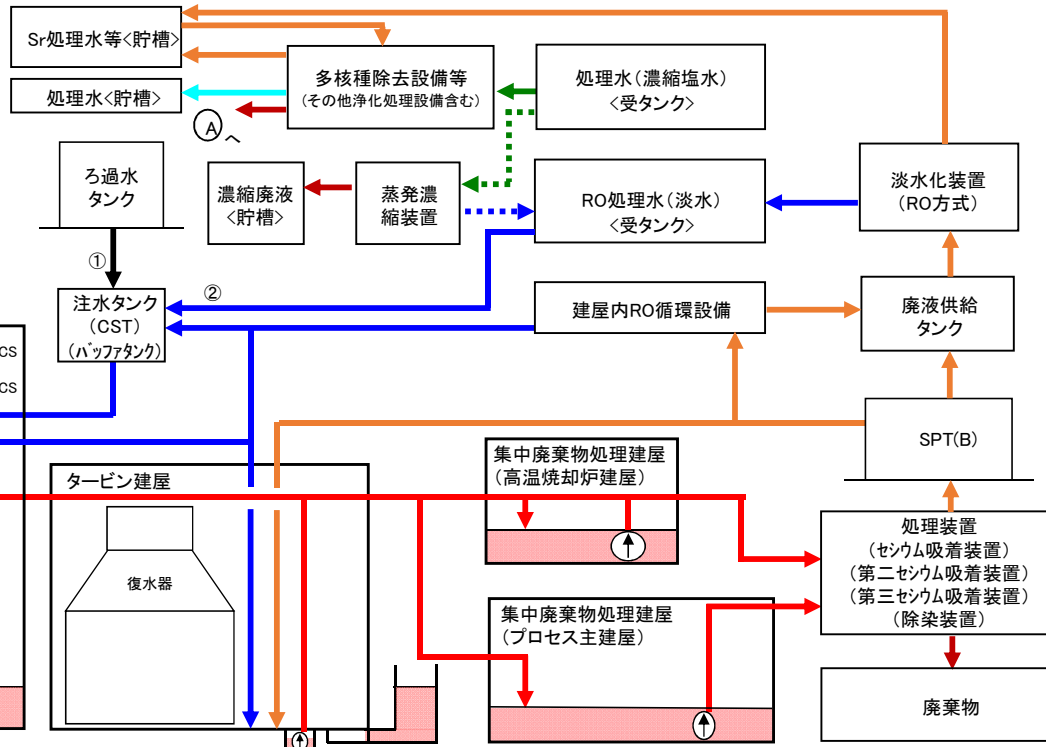 Sr処理水等<貯槽>
処理水<貯槽>
多核種除去設備等
(その他浄化処理設備含む)
A へ
処理水(濃縮塩水)
<受タンク>
ろ過水
タンク
濃縮廃液
<貯槽>
蒸発濃
縮装置
RO処理水(淡水)
<受タンク>
淡水化装置
(RO方式)
①
②
注水タンク
(CST)
(バッファタンク)
建屋内RO循環設備
廃液供給
タンク
CS
CS
SPT(B)
タービン建屋
復水器
集中廃棄物処理建屋
(高温焼却炉建屋)
集中廃棄物処理建屋
(プロセス主建屋)
処理装置
(セシウム吸着装置)
(第二セシウム吸着装置)
(第三セシウム吸着装置)
(除染装置)
廃棄物